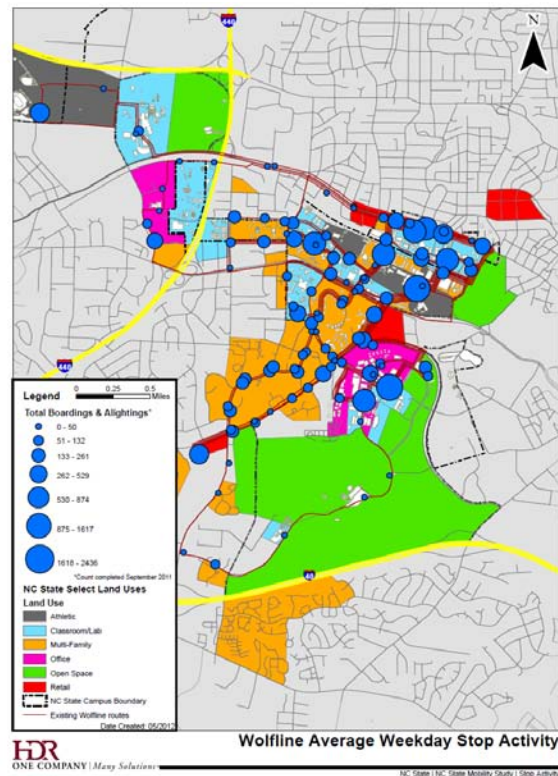 440
N
440
Legend
0 0.25 0.5
Miles
Total Boardings & Alightings*
0 - 50
51 - 132
133 - 261
262 - 529
530 - 874
875 - 1617
1618 - 2436
*Count completed September 2011
NC State Select Land Uses
Land Use
Athletic
Classroom/Lab
Multi-Family
Office
Open Space
Retail
NC State Campus Boundary
Existing Wolfline routes
Date Created: 05/2012
40
Wolfline Average Weekday Stop Activity
HDR
ONE COMPANY | Many Solutions
NC State | NC State Mobility Study | Stop Activity